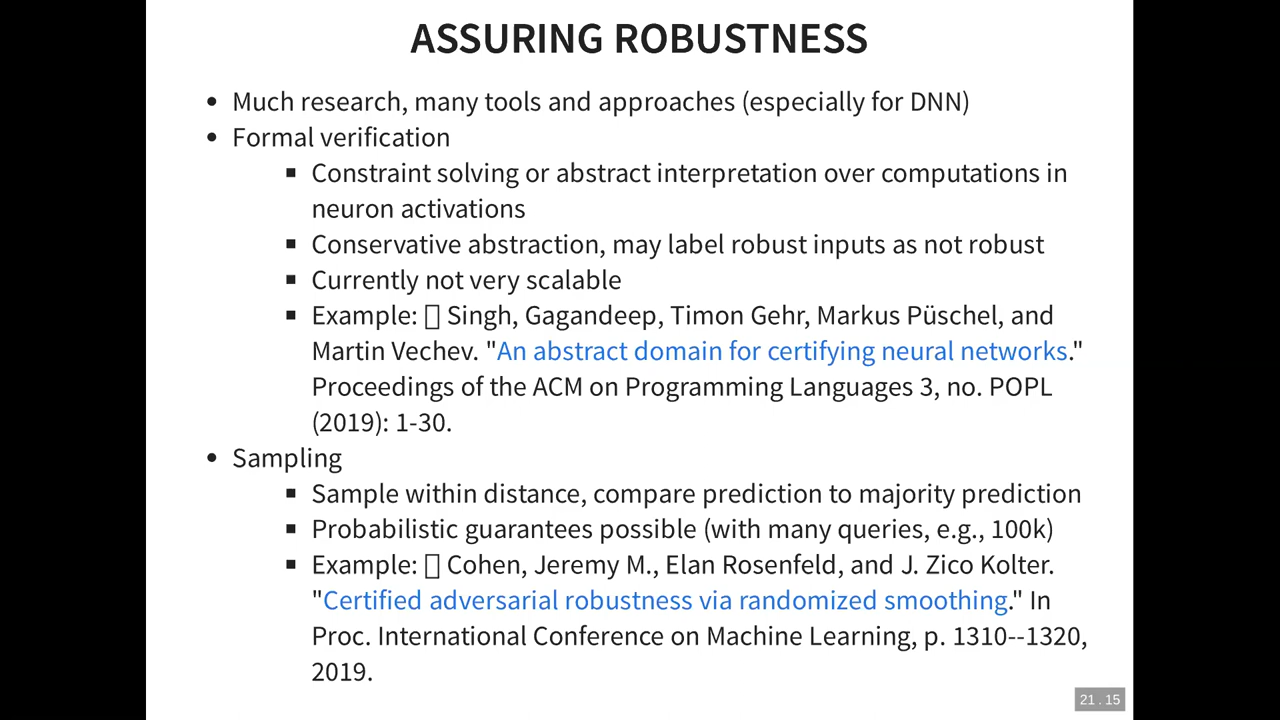 ASSURING ROBUSTNESS
• Much research, many tools and approaches (especially for DNN)
• Formal verification
▪ Constraint solving or abstract interpretation over computations in
neuron activations
▪ Conservative abstraction, may label robust inputs as not robust
▪ Currently not very scalable
▪ Example: ▯ Singh, Gagandeep, Timon Gehr, Markus Püschel, and
Martin Vechev. "An abstract domain for certifying neural networks."
Proceedings of the ACM on Programming Languages 3, no. POPL
(2019): 1-30.
• Sampling
▪ Sample within distance, compare prediction to majority prediction
▪ Probabilistic guarantees possible (with many queries, e.g., 100k)
▪ Example: ▯ Cohen, Jeremy M., Elan Rosenfeld, and J. Zico Kolter.
"Certified adversarial robustness via randomized smoothing." In
Proc. International Conference on Machine Learning, p. 1310--1320,
2019.
21 . 15